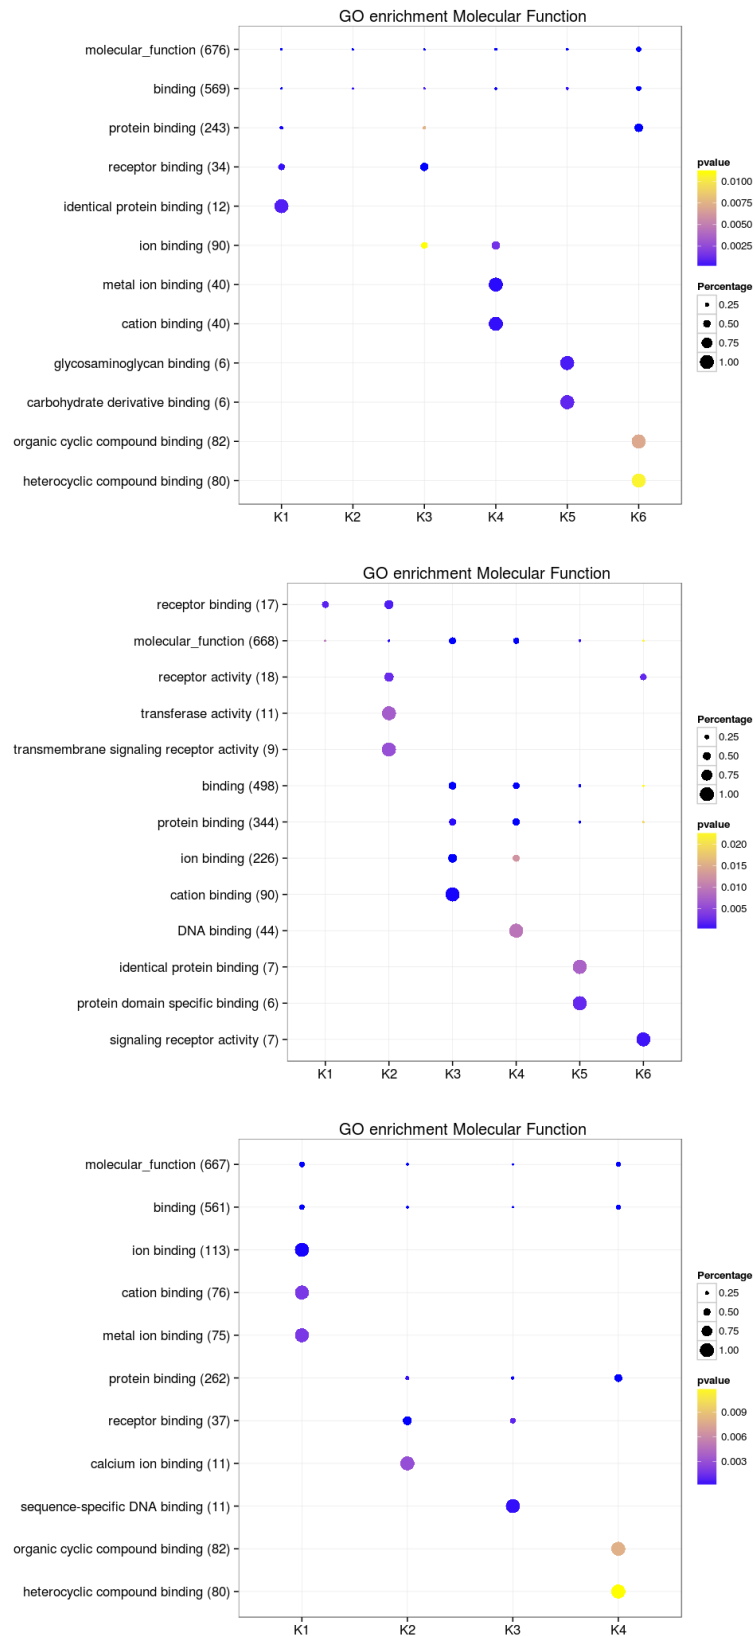 GO enrichment Molecular Function
molecular_function (676)
binding (569)
protein binding (243)
receptor binding (34)
identical protein binding (12)
ion binding (90)
metal ion binding (40)
cation binding (40)
glycosaminoglycan binding (6)
carbohydrate derivative binding (6)
organic cyclic compound binding (82)
heterocyclic compound binding (80)
K1 K2 K3 K4 K5 K6
pvalue
0.0100
0.0075
0.0050
0.0025
Percentage
0.25
0.50
0.75
1.00
GO enrichment Molecular Function
receptor binding (17)
molecular_function (668)
receptor activity (18)
transferase activity (11)
transmembrane signaling receptor activity (9)
binding (498)
protein binding (344)
ion binding (226)
cation binding (90)
DNA binding (44)
identical protein binding (7)
protein domain specific binding (6)
signaling receptor activity (7)
K1 K2 K3 K4 K5 K6
Percentage
0.25
0.50
0.75
1.00
pvalue
0.020
0.015
0.010
0.005
GO enrichment Molecular Function
molecular_function (667)
binding (561)
ion binding (113)
cation binding (76)
metal ion binding (75)
protein binding (262)
receptor binding (37)
calcium ion binding (11)
sequence-specific DNA binding (11)
organic cyclic compound binding (82)
heterocyclic compound binding (80)
K1 K2 K3 K4
Percentage
0.25
0.50
0.75
1.00
pvalue
0.009
0.006
0.003